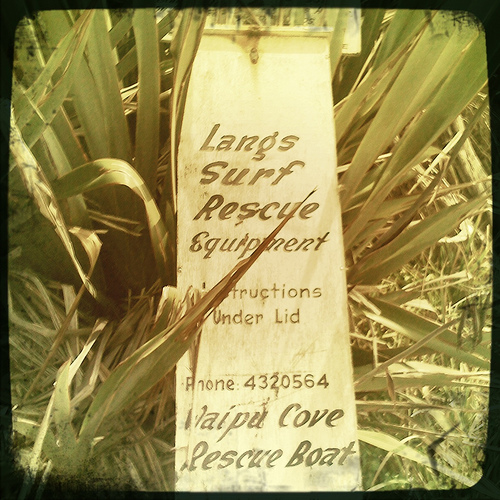 Langs
Surf
Rescue
Equipment
Instructions
Under Lid
Phone 4320564
Waipu Cove
Rescue Boat